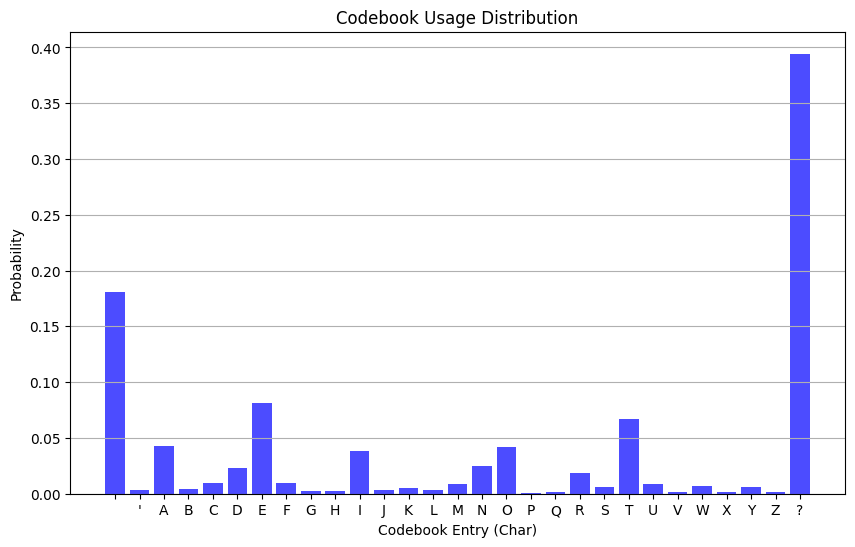 Codebook Usage Distribution
Probability
0.40
0.35
0.30
0.25
0.20
0.15
0.10
0.05
0.00
' A B C D E F G H I J K L M N O P Q R S T U V W X Y Z ?
Codebook Entry (Char)